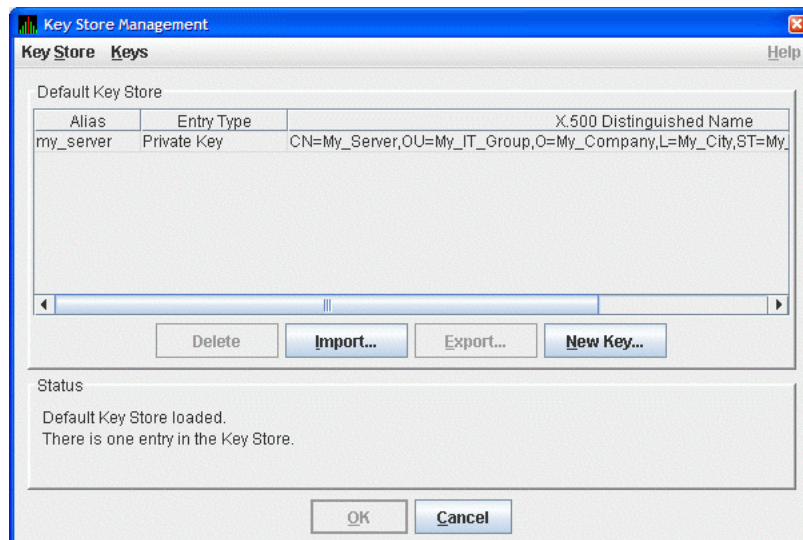 Key Store Management
Key Store Keys Help
Default Key Store
Alias Entry Type X.500 Distinguished Name
my_server Private Key CN=My_Server,OU=My_IT_Group,O=My_Company,L=My_City,ST=My_
Delete Import... Export... New Key...
Status
Default Key Store loaded.
There is one entry in the Key Store.
OK Cancel